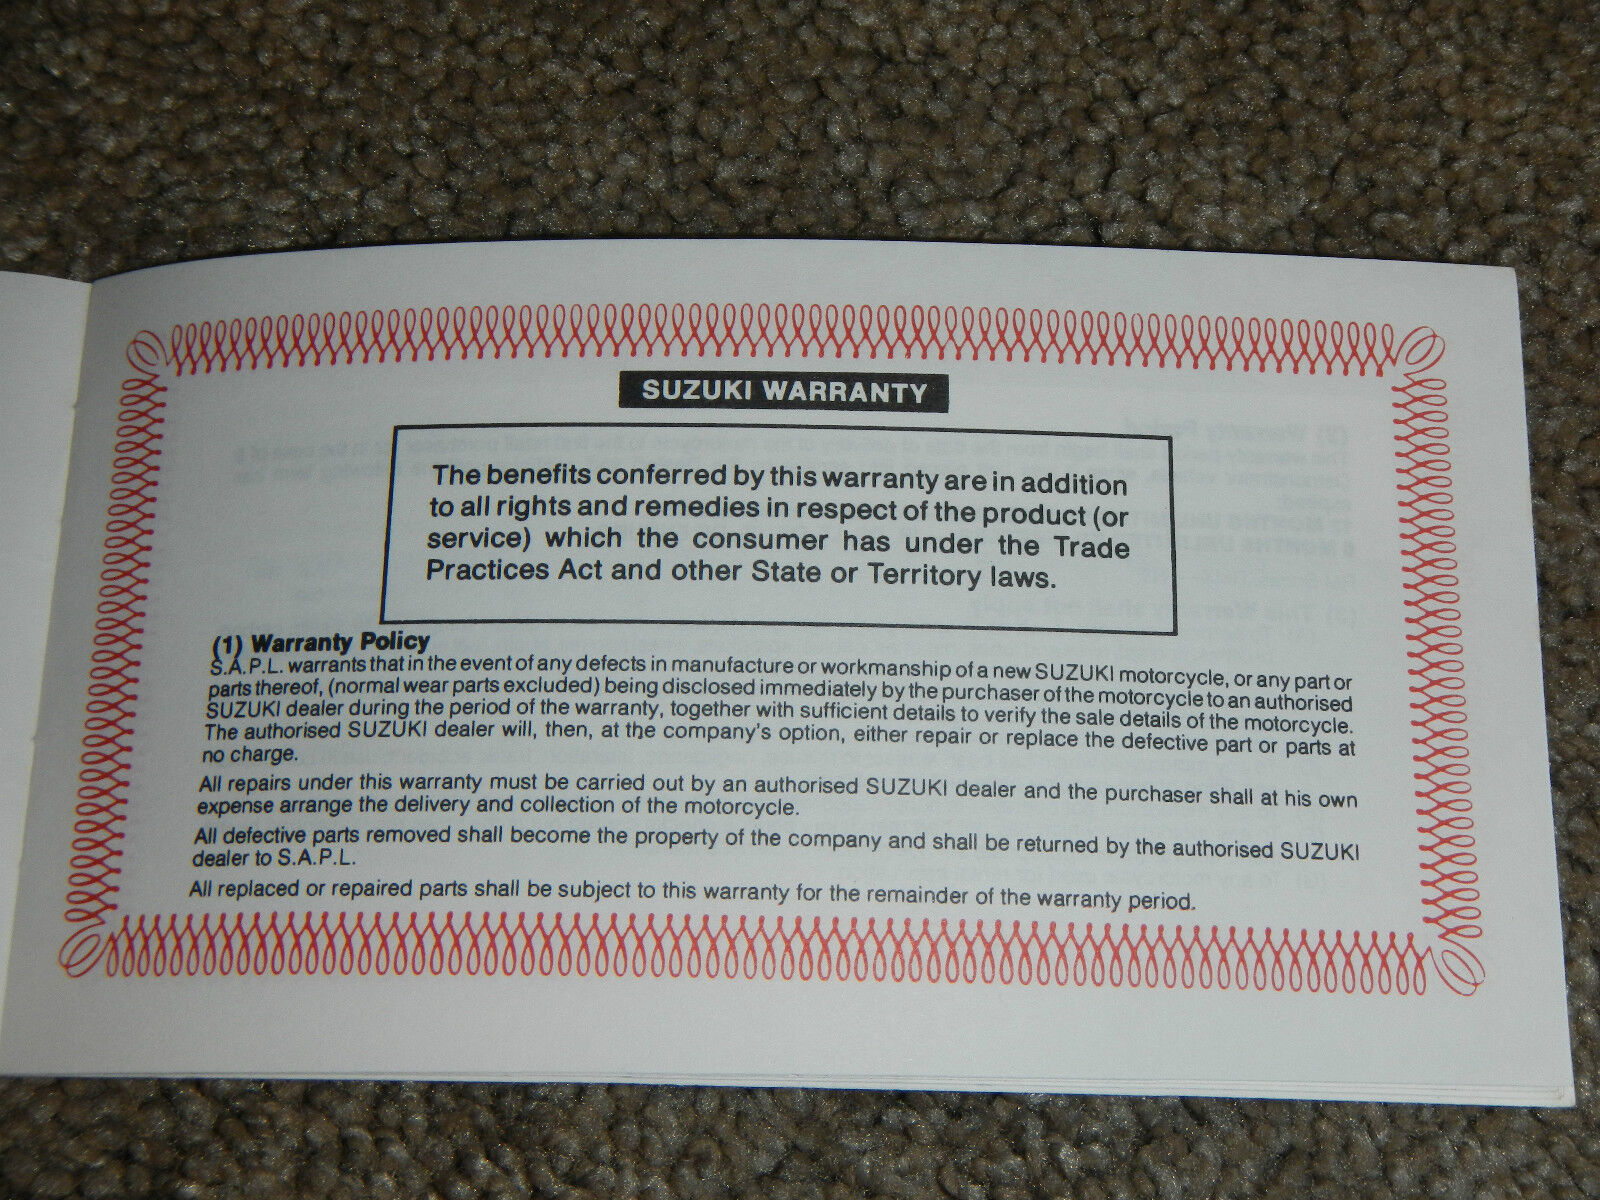 SUZUKI WARRANTY
The benefits conferred by this warranty are in addition
to all rights and remedies in respect of the product (or
service) which the consumer has under the Trade
Practices Act and other State or Territory laws.
(1) Warranty Policy
S.A.P.L. warrants that in the event of any defects in manufacture or workmanship of a new SUZUKI motorcycle, or any part or
parts thereof, (normal wear parts excluded) being disclosed immediately by the purchaser of the motorcycle to an authorised
SUZUKI dealer during the period of the warranty, together with sufficient details to verify the sale details of the motorcycle.
The authorised SUZUKI dealer will, then, at the company's option, either repair or replace the defective part or parts at
no charge.
All repairs under this warranty must be carried out by an authorised SUZUKI dealer and the purchaser shall at his own
expense arrange the delivery and collection of the motorcycle.
All defective parts removed shall become the property of the company and shall be returned by the authorised SUZUKI
dealer to S.A.P.L.
All replaced or repaired parts shall be subject to this warranty for the remainder of the warranty period.